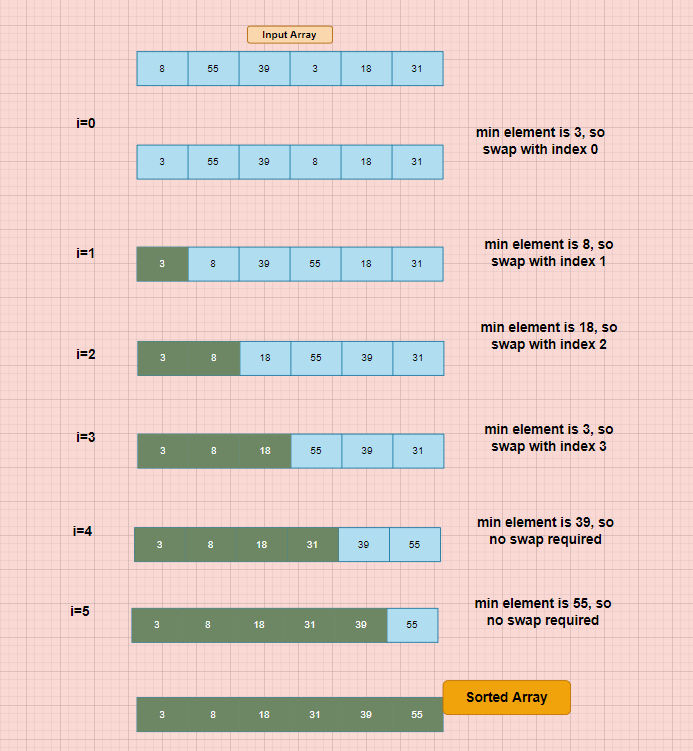 Input Array
8 55 39 3 18 31
i=0
min element is 3, so
swap with index 0
3 55 39 8 18 31
i=1
min element is 8, so
swap with index 1
3 8 39 55 18 31
i=2
min element is 18, so
swap with index 2
3 8 18 55 39 31
i=3
min element is 3, so
swap with index 3
3 8 18 55 39 31
i=4
min element is 39, so
no swap required
3 8 18 31 39 55
i=5
min element is 55, so
no swap required
3 8 18 31 39 55
Sorted Array
3 8 18 31 39 55